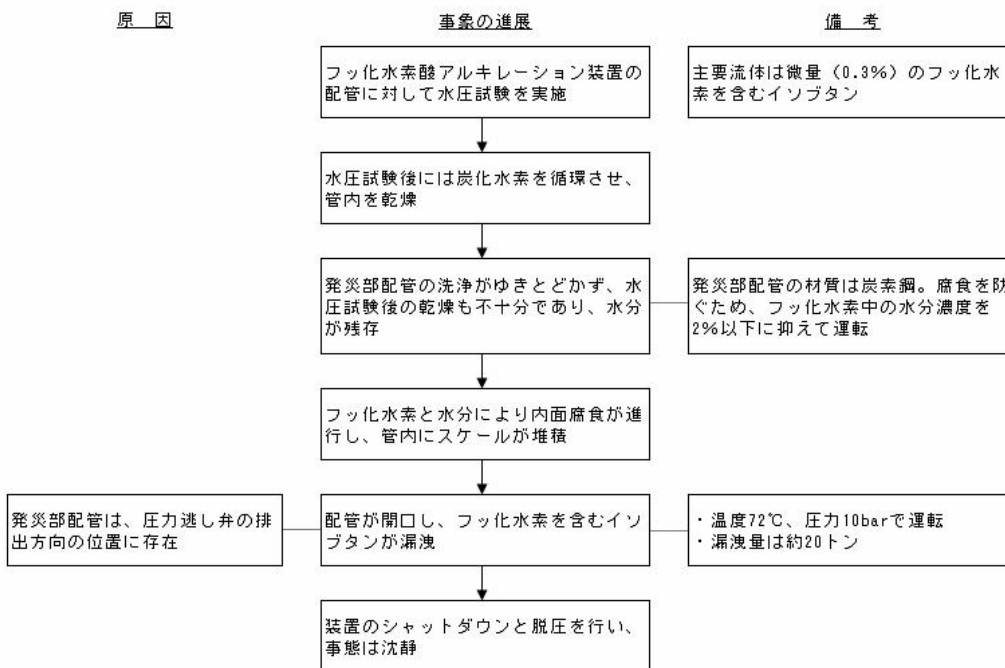 原　因
事象の進展
備　考
フッ化水素酸アルキレーション装置の
配管に対して水圧試験を実施
主要流体は微量（0.3%）のフッ化水
素を含むイソブタン
水圧試験後には炭化水素を循環させ、
管内を乾燥
発災部配管の洗浄がゆきとどかず、水
圧試験後の乾燥も不十分であり、水分
が残存
発災部配管の材質は炭素鋼。腐食を防
ぐため、フッ化水素中の水分濃度を
2%以下に抑えて運転
フッ化水素と水分により内面腐食が進
行し、管内にスケールが堆積
発災部配管は、圧力逃し弁の排
出方向の位置に存在
配管が開口し、フッ化水素を含むイソ
ブタンが漏洩
・温度72℃、圧力10barで運転
・漏洩量は約20トン
装置のシャットダウンと脱圧を行い、
事態は沈静